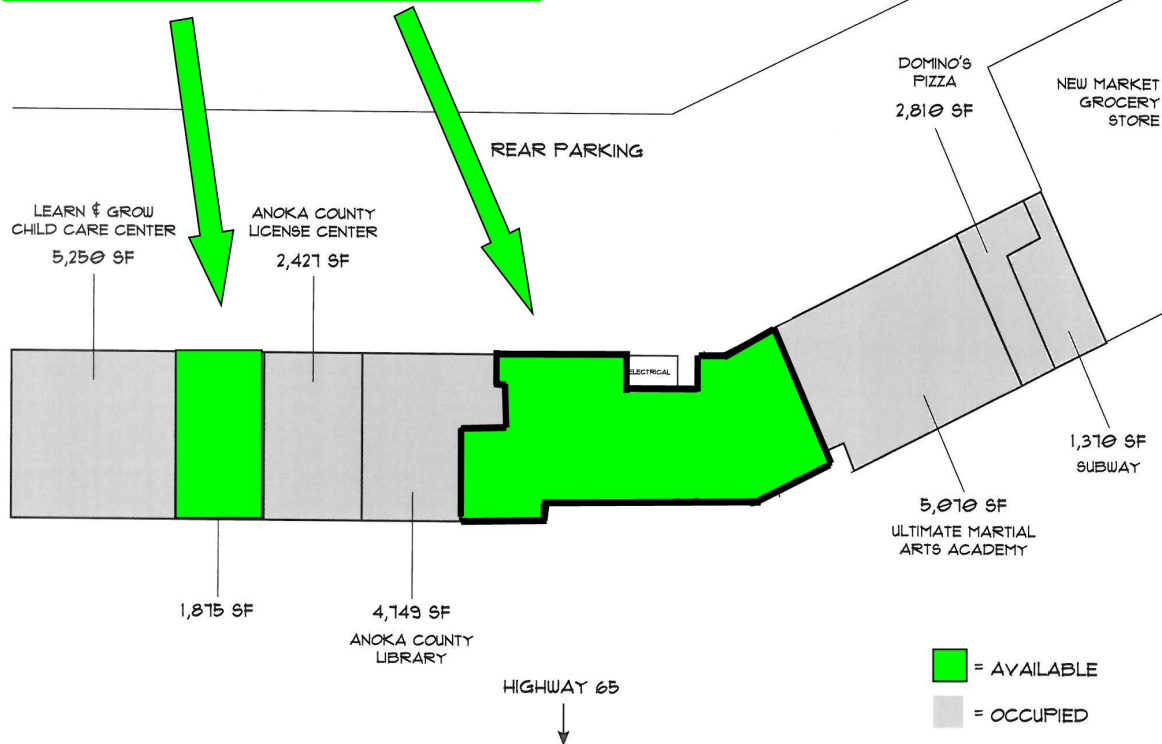 DOMINO'S
PIZZA
2,810 SF
NEW MARKET
GROCERY
STORE
REAR PARKING
LEARN & GROW
CHILD CARE CENTER
5,250 SF
ANOKA COUNTY
LICENSE CENTER
2,427 SF
ELECTRICAL
1,370 SF
SUBWAY
5,070 SF
ULTIMATE MARTIAL
ARTS ACADEMY
1,875 SF
4,749 SF
ANOKA COUNTY
LIBRARY
HIGHWAY 65
= AVAILABLE
= OCCUPIED